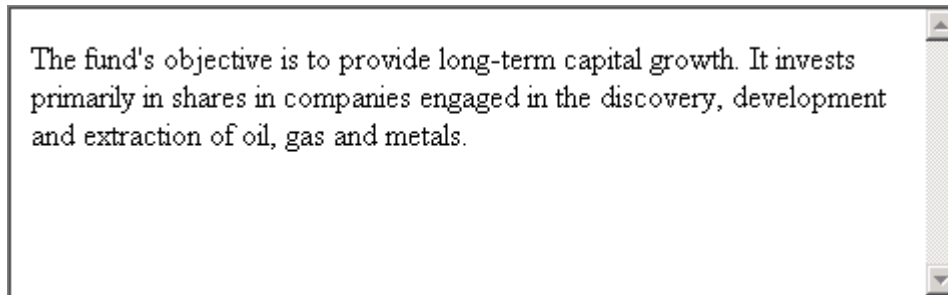 The fund's objective is to provide long-term capital growth. It invests
primarily in shares in companies engaged in the discovery, development
and extraction of oil, gas and metals.